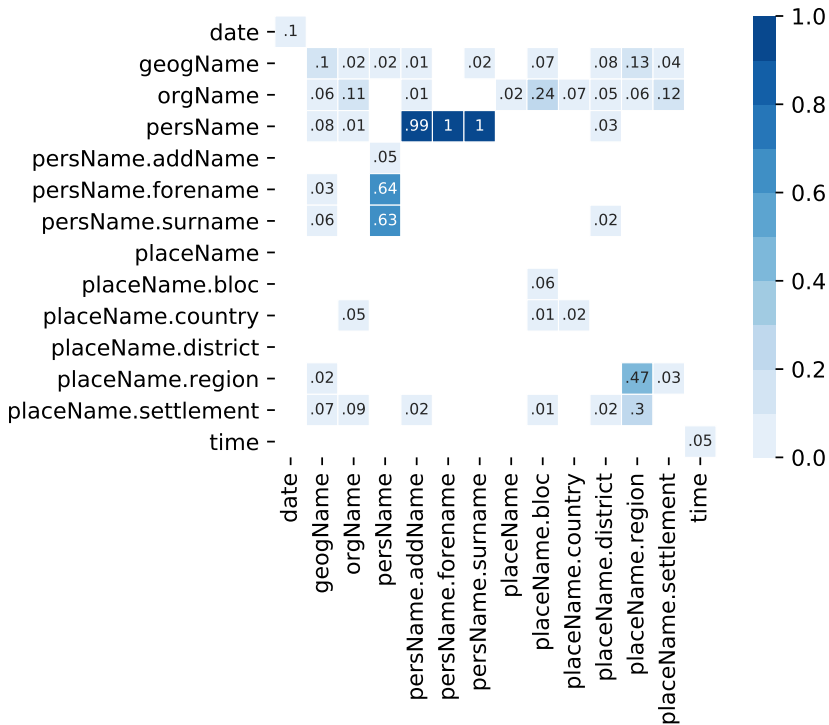 date .1
geogName .1 .02 .02 .01 .02 .07 .08 .13 .04
orgName .06 .11 .01 .02 .24 .07 .05 .06 .12
persName .08 .01 .99 1 1 .03
persName.addName .05
persName.forename .03 .64
persName.surname .06 .63 .02
placeName
placeName.bloc .06
placeName.country .05 .01 .02
placeName.district
placeName.region .02 .47 .03
placeName.settlement .07 .09 .02 .01 .02 .3
time .05
date
geogName
orgName
persName
persName.addName
persName.forename
persName.surname
placeName
placeName.bloc
placeName.country
placeName.district
placeName.region
placeName.settlement
time
1.0
0.8
0.6
0.4
0.2
0.0